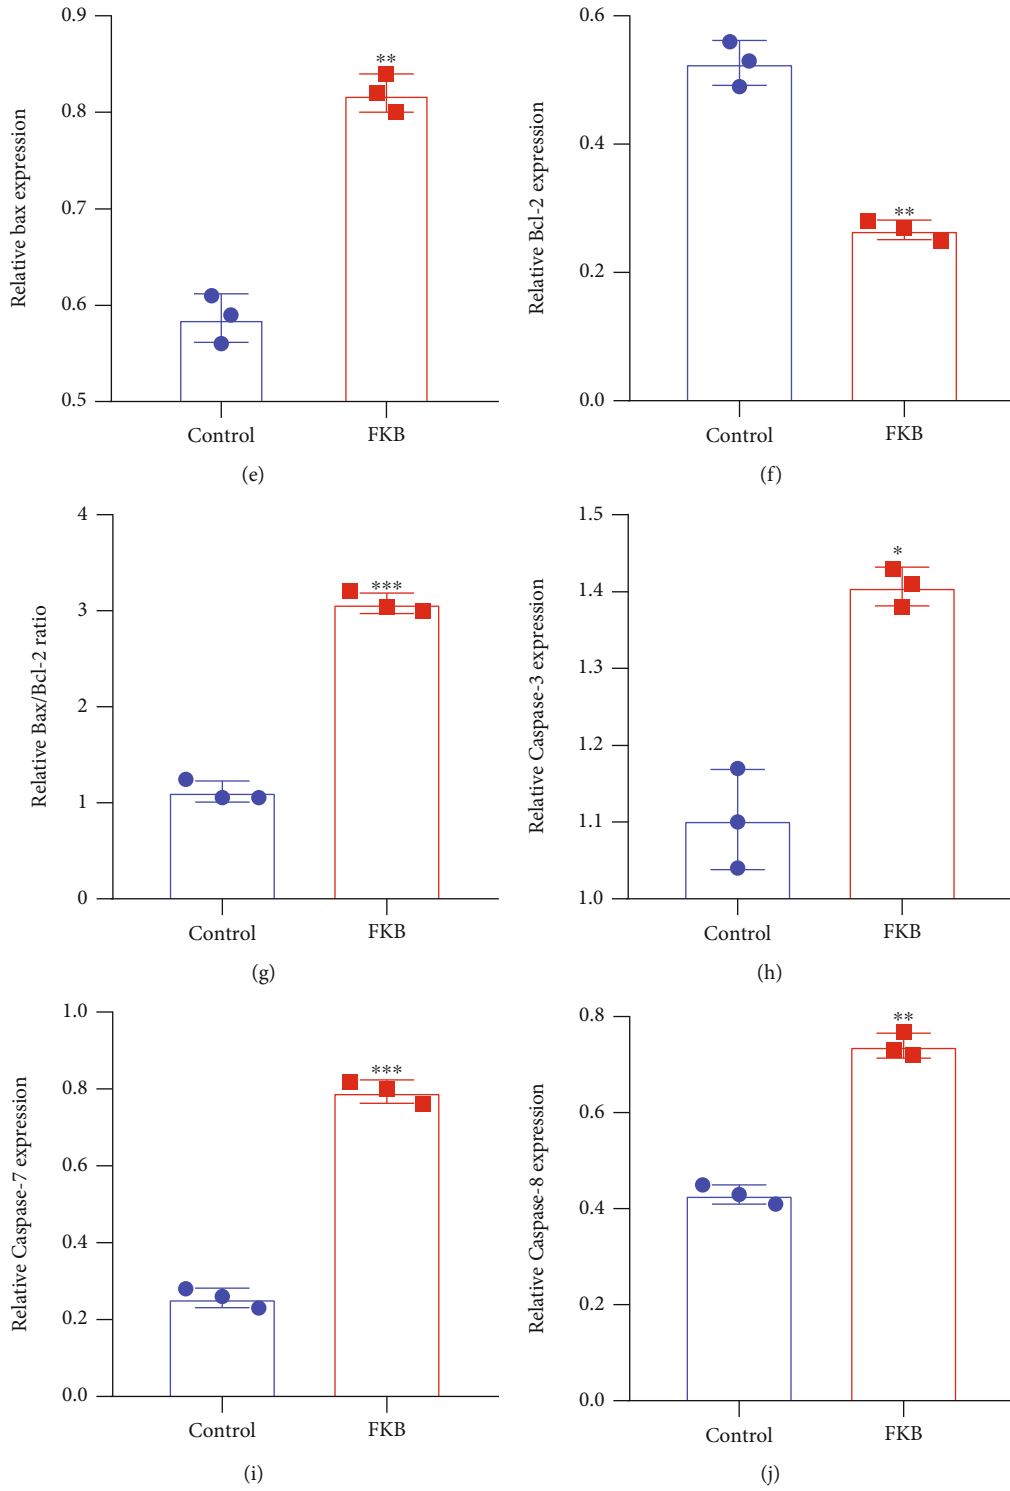 0.9
0.8
0.7
0.6
0.5
Relative bax expression
**
Control
FKB
(e)
0.6
0.4
0.2
0.0
Relative Bcl-2 expression
**
Control
FKB
(f)
4
3
2
1
0
Relative Bax/Bcl-2 ratio
***
Control
FKB
(g)
1.5
1.4
1.3
1.2
1.1
1.0
Relative Caspase-3 expression
*
Control
FKB
(h)
1.0
0.8
0.6
0.4
0.2
0.0
Relative Caspase-7 expression
***
Control
FKB
(i)
0.8
0.6
0.4
0.2
0.0
Relative Caspase-8 expression
**
Control
FKB
(j)